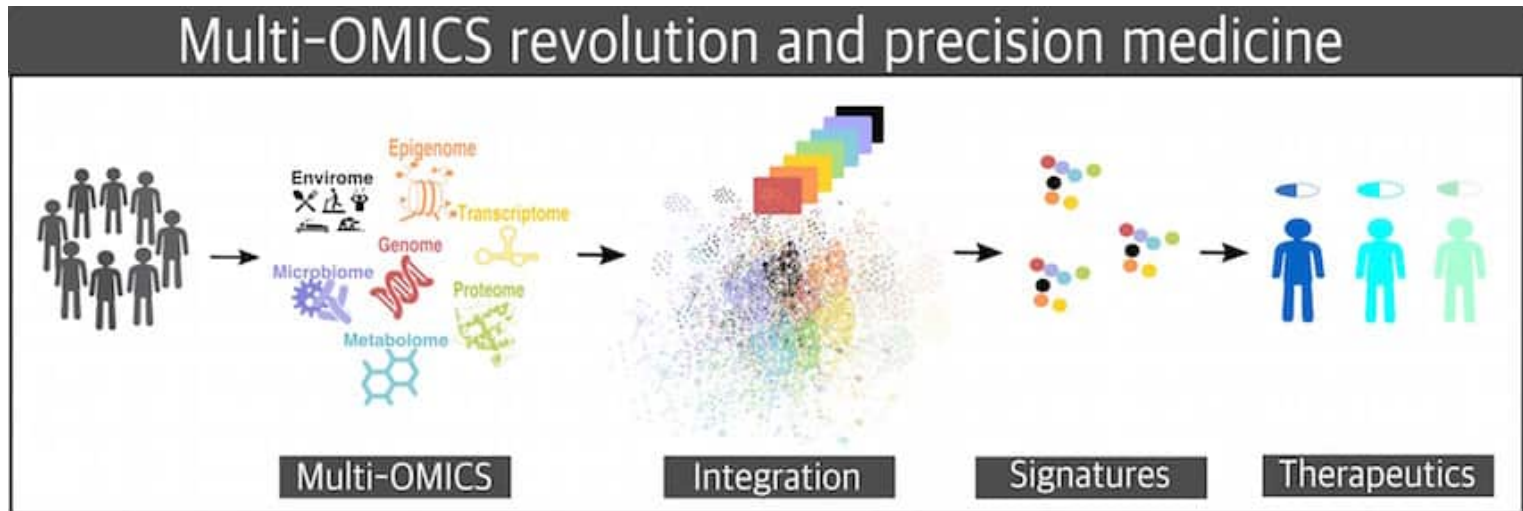 Multi-OMICS revolution and precision medicine
Epigenome
Envirome
Transcriptome
Genome
Microbiome
Proteome
Metabolome
Multi-OMICS
Integration
Signatures
Therapeutics